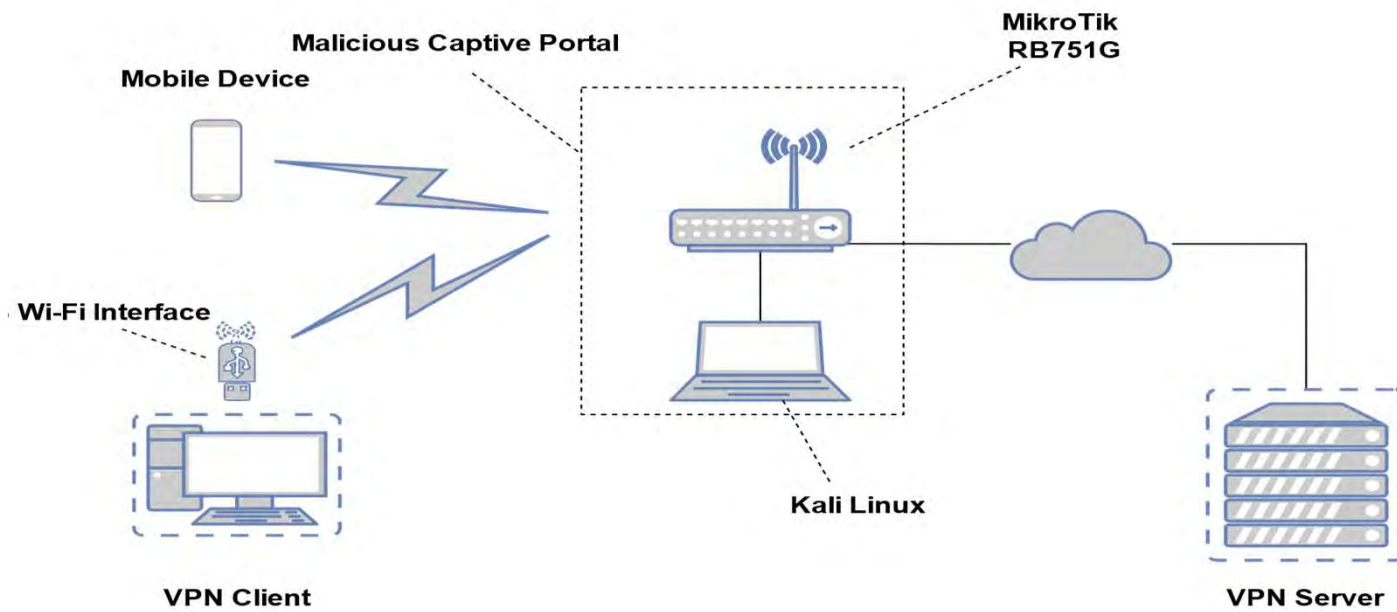 MikroTik
RB751G
Malicious Captive Portal
Mobile Device
Wi-Fi Interface
Kali Linux
VPN Client
VPN Server